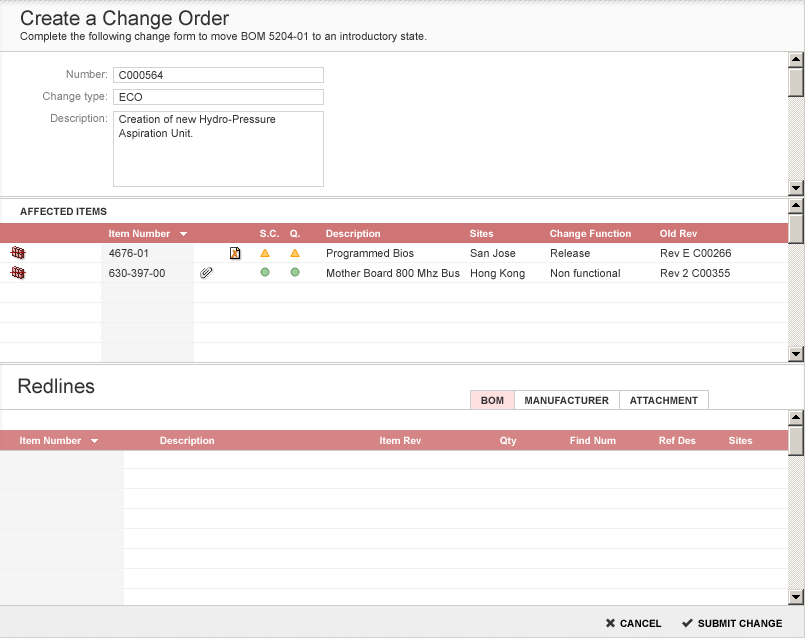 Create a Change Order
Complete the following change form to move BOM 5204-01 to an introductory state.
Number: C000564
Change type: ECO
Description: Creation of new Hydro-Pressure
Aspiration Unit.
AFFECTED ITEMS
Item Number S.C. Q. Description Sites Change Function Old Rev
4676-01 Programmed Bios San Jose Release Rev E C00266
630-397-00 Mother Board 800 Mhz Bus Hong Kong Non functional Rev 2 C00355
Redlines
BOM MANUFACTURER ATTACHMENT
Item Number Description Item Rev Qty Find Num Ref Des Sites
CANCEL SUBMIT CHANGE